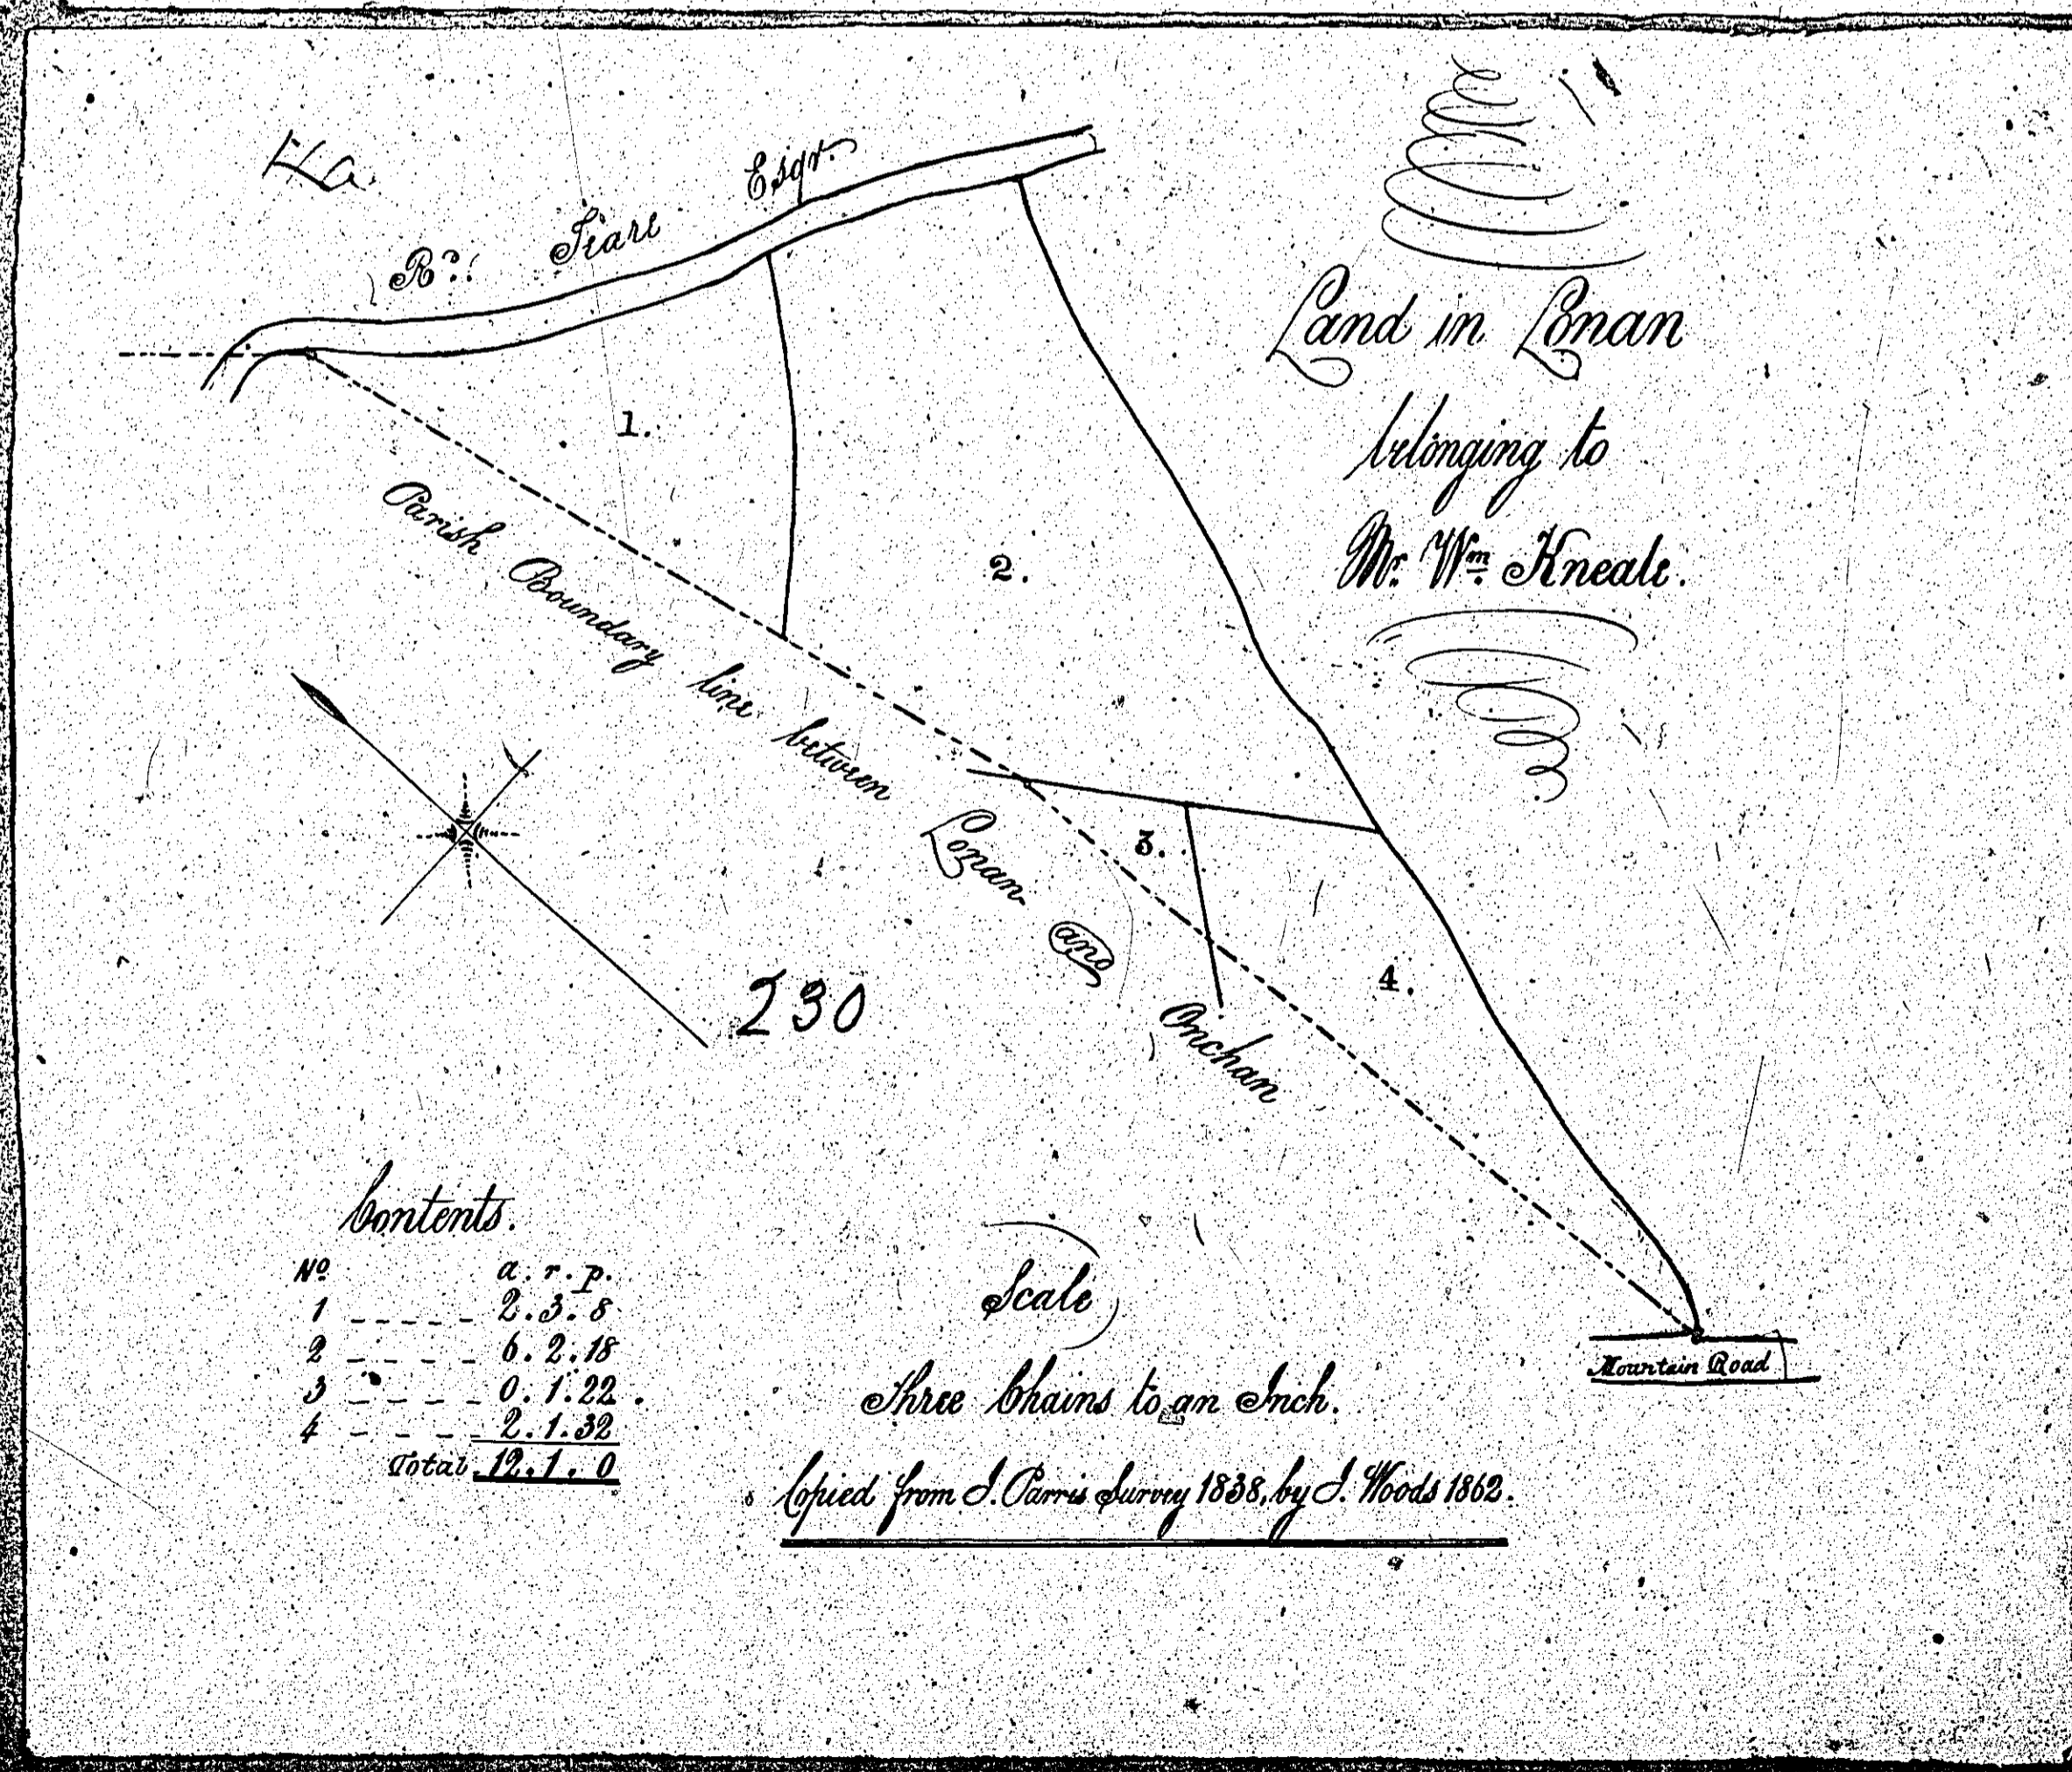 Esqr.
Land in Lonan
belonging to
Mr. Wm. Kneale.
1.
2.
3.
4.
Parish Boundary line between Lonan and Onchan
230
Contents.
No a. r. p.
1 - - - - - 2. 3. 8
2 - - - - 6. 2. 18
3 - - - - 0. 1. 22.
4 - - - - 2. 1. 32
Total 12. 1. 0
Scale
Three Chains to an Inch.
Copied from J. Parris Survey 1838, by J. Woods 1862.
Mountain Road